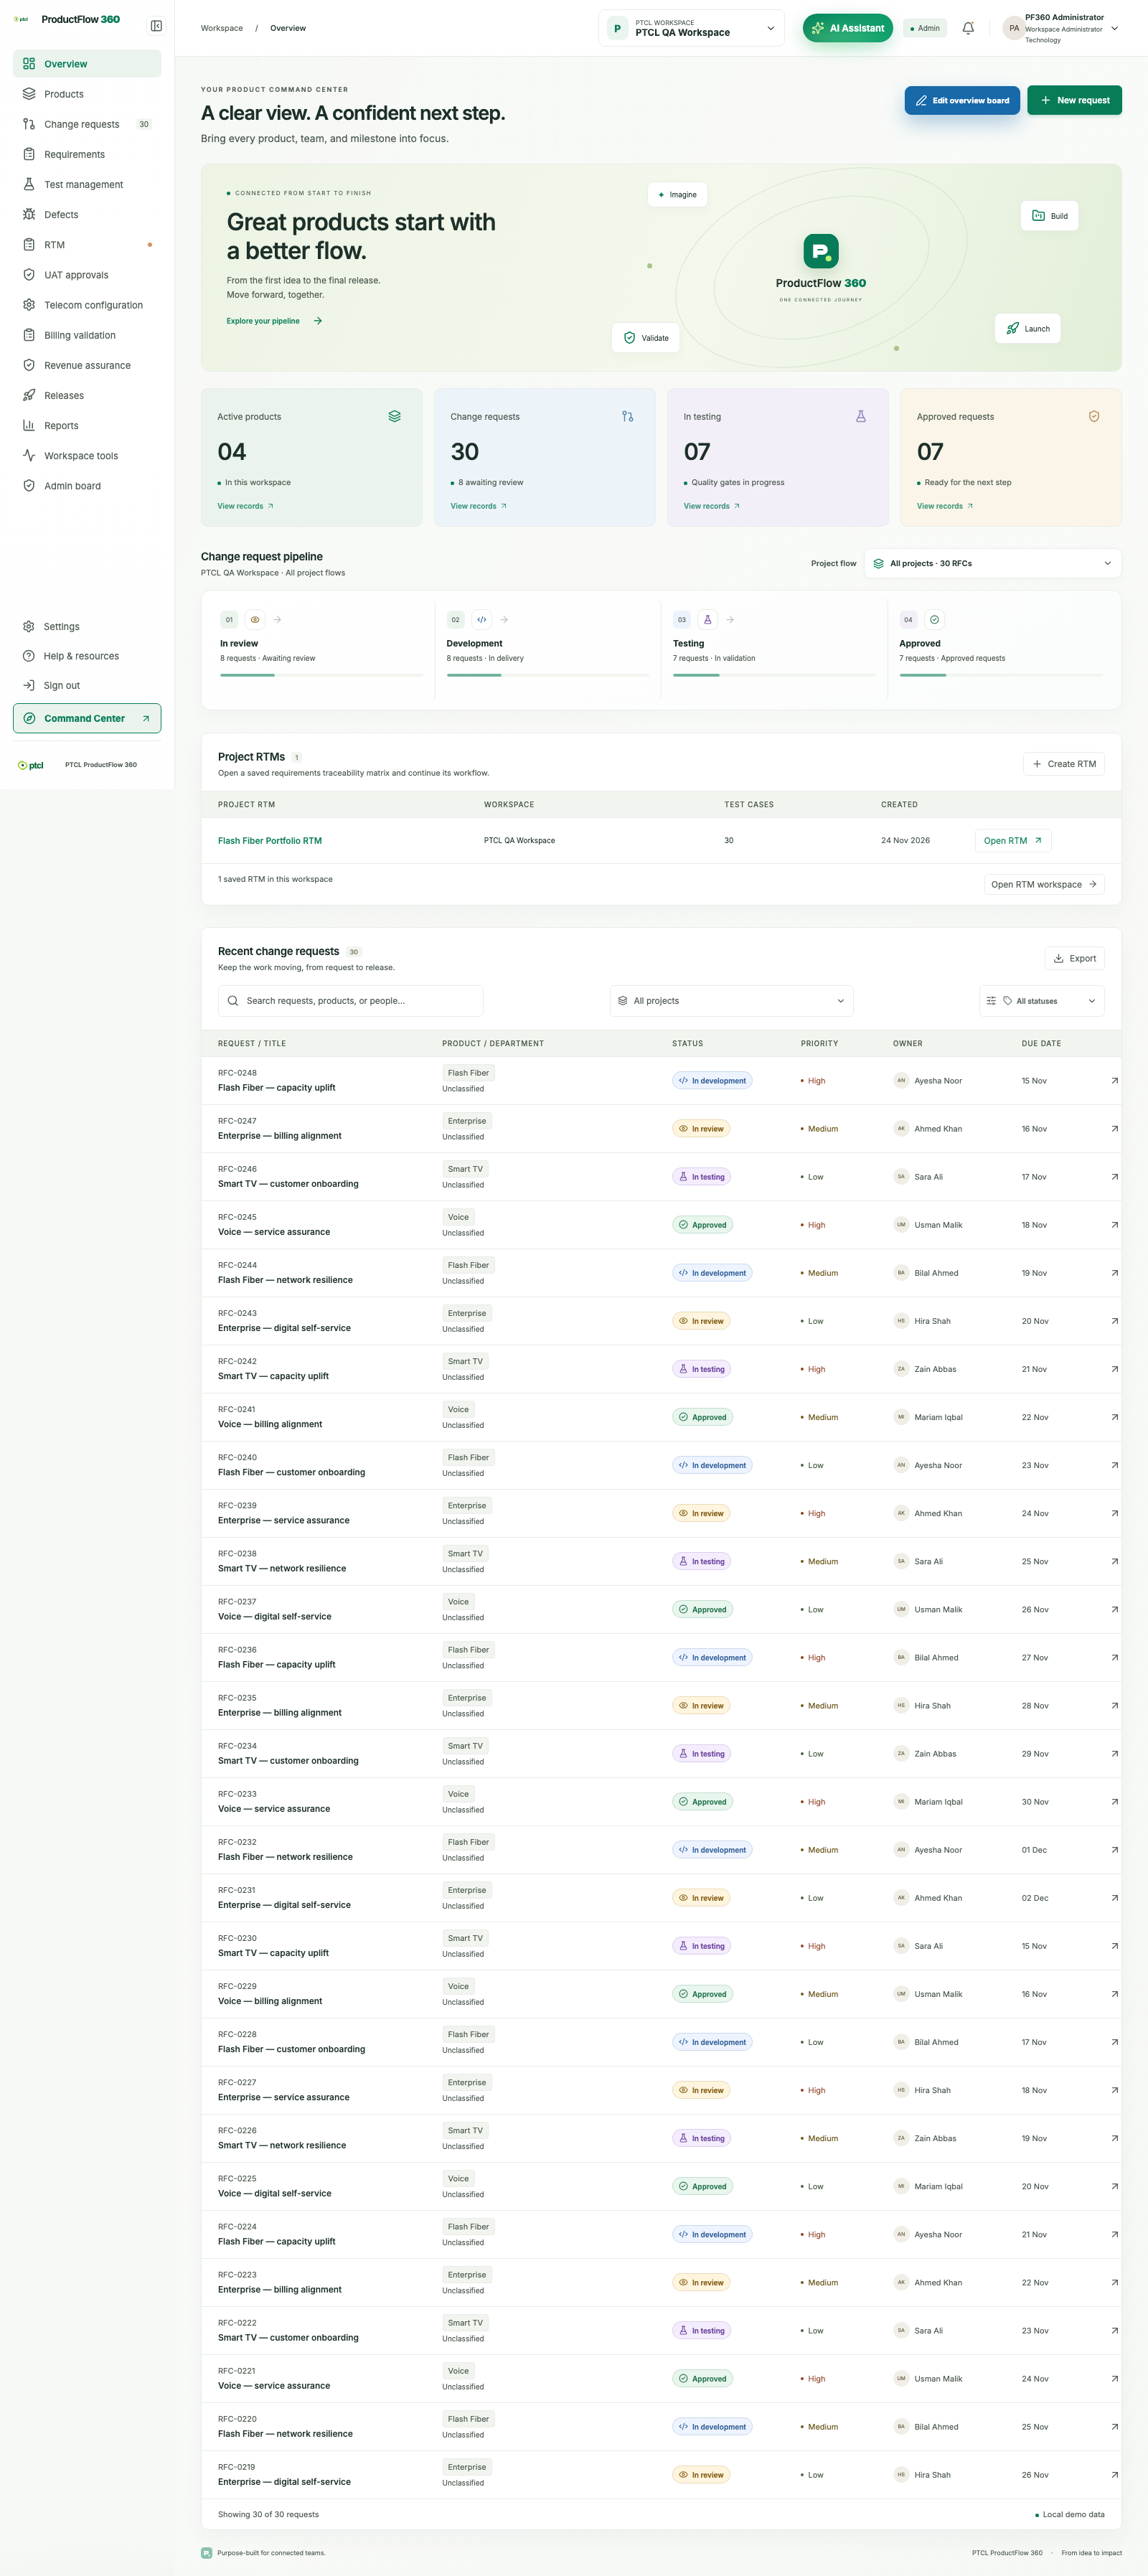 ptcl
ProductFlow 360
Overview
Products
Change requests 30
Requirements
Test management
Defects
RTM
UAT approvals
Telecom configuration
Billing validation
Revenue assurance
Releases
Reports
Workspace tools
Admin board
Settings
Help & resources
Sign out
Command Center
ptcl
PTCL ProductFlow 360
Workspace / Overview
P
PTCL WORKSPACE
PTCL QA Workspace
AI Assistant
Admin
PA
PF360 Administrator
Workspace Administrator
Technology
YOUR PRODUCT COMMAND CENTER
A clear view. A confident next step.
Bring every product, team, and milestone into focus.
Edit overview board
New request
CONNECTED FROM START TO FINISH
Great products start with
a better flow.
From the first idea to the final release.
Move forward, together.
Explore your pipeline
Imagine
Build
P
ProductFlow 360
ONE CONNECTED JOURNEY
Validate
Launch
Active products
04
In this workspace
View records
Change requests
30
8 awaiting review
View records
In testing
07
Quality gates in progress
View records
Approved requests
07
Ready for the next step
View records
Change request pipeline
PTCL QA Workspace · All project flows
Project flow
All projects · 30 RFCs
01
In review
8 requests · Awaiting review
02
Development
8 requests · In delivery
03
Testing
7 requests · In validation
04
Approved
7 requests · Approved requests
Project RTMs 1
Open a saved requirements traceability matrix and continue its workflow.
Create RTM
PROJECT RTM WORKSPACE TEST CASES CREATED
Flash Fiber Portfolio RTM PTCL QA Workspace 30 24 Nov 2026 Open RTM
1 saved RTM in this workspace
Open RTM workspace
Recent change requests 30
Keep the work moving, from request to release.
Export
Search requests, products, or people...
All projects
All statuses
REQUEST / TITLE PRODUCT / DEPARTMENT STATUS PRIORITY OWNER DUE DATE
RFC-0248 Flash Fiber
Flash Fiber — capacity uplift Unclassified In development High AN Ayesha Noor 15 Nov
RFC-0247 Enterprise
Enterprise — billing alignment Unclassified In review Medium AK Ahmed Khan 16 Nov
RFC-0246 Smart TV
Smart TV — customer onboarding Unclassified In testing Low SA Sara Ali 17 Nov
RFC-0245 Voice
Voice — service assurance Unclassified Approved High UM Usman Malik 18 Nov
RFC-0244 Flash Fiber
Flash Fiber — network resilience Unclassified In development Medium BA Bilal Ahmed 19 Nov
RFC-0243 Enterprise
Enterprise — digital self-service Unclassified In review Low HS Hira Shah 20 Nov
RFC-0242 Smart TV
Smart TV — capacity uplift Unclassified In testing High ZA Zain Abbas 21 Nov
RFC-0241 Voice
Voice — billing alignment Unclassified Approved Medium MI Mariam Iqbal 22 Nov
RFC-0240 Flash Fiber
Flash Fiber — customer onboarding Unclassified In development Low AN Ayesha Noor 23 Nov
RFC-0239 Enterprise
Enterprise — service assurance Unclassified In review High AK Ahmed Khan 24 Nov
RFC-0238 Smart TV
Smart TV — network resilience Unclassified In testing Medium SA Sara Ali 25 Nov
RFC-0237 Voice
Voice — digital self-service Unclassified Approved Low UM Usman Malik 26 Nov
RFC-0236 Flash Fiber
Flash Fiber — capacity uplift Unclassified In development High BA Bilal Ahmed 27 Nov
RFC-0235 Enterprise
Enterprise — billing alignment Unclassified In review Medium HS Hira Shah 28 Nov
RFC-0234 Smart TV
Smart TV — customer onboarding Unclassified In testing Low ZA Zain Abbas 29 Nov
RFC-0233 Voice
Voice — service assurance Unclassified Approved High MI Mariam Iqbal 30 Nov
RFC-0232 Flash Fiber
Flash Fiber — network resilience Unclassified In development Medium AN Ayesha Noor 01 Dec
RFC-0231 Enterprise
Enterprise — digital self-service Unclassified In review Low AK Ahmed Khan 02 Dec
RFC-0230 Smart TV
Smart TV — capacity uplift Unclassified In testing High SA Sara Ali 15 Nov
RFC-0229 Voice
Voice — billing alignment Unclassified Approved Medium UM Usman Malik 16 Nov
RFC-0228 Flash Fiber
Flash Fiber — customer onboarding Unclassified In development Low BA Bilal Ahmed 17 Nov
RFC-0227 Enterprise
Enterprise — service assurance Unclassified In review High HS Hira Shah 18 Nov
RFC-0226 Smart TV
Smart TV — network resilience Unclassified In testing Medium ZA Zain Abbas 19 Nov
RFC-0225 Voice
Voice — digital self-service Unclassified Approved Low MI Mariam Iqbal 20 Nov
RFC-0224 Flash Fiber
Flash Fiber — capacity uplift Unclassified In development High AN Ayesha Noor 21 Nov
RFC-0223 Enterprise
Enterprise — billing alignment Unclassified In review Medium AK Ahmed Khan 22 Nov
RFC-0222 Smart TV
Smart TV — customer onboarding Unclassified In testing Low SA Sara Ali 23 Nov
RFC-0221 Voice
Voice — service assurance Unclassified Approved High UM Usman Malik 24 Nov
RFC-0220 Flash Fiber
Flash Fiber — network resilience Unclassified In development Medium BA Bilal Ahmed 25 Nov
RFC-0219 Enterprise
Enterprise — digital self-service Unclassified In review Low HS Hira Shah 26 Nov
Showing 30 of 30 requests
Local demo data
P Purpose-built for connected teams.
PTCL ProductFlow 360 · From idea to impact